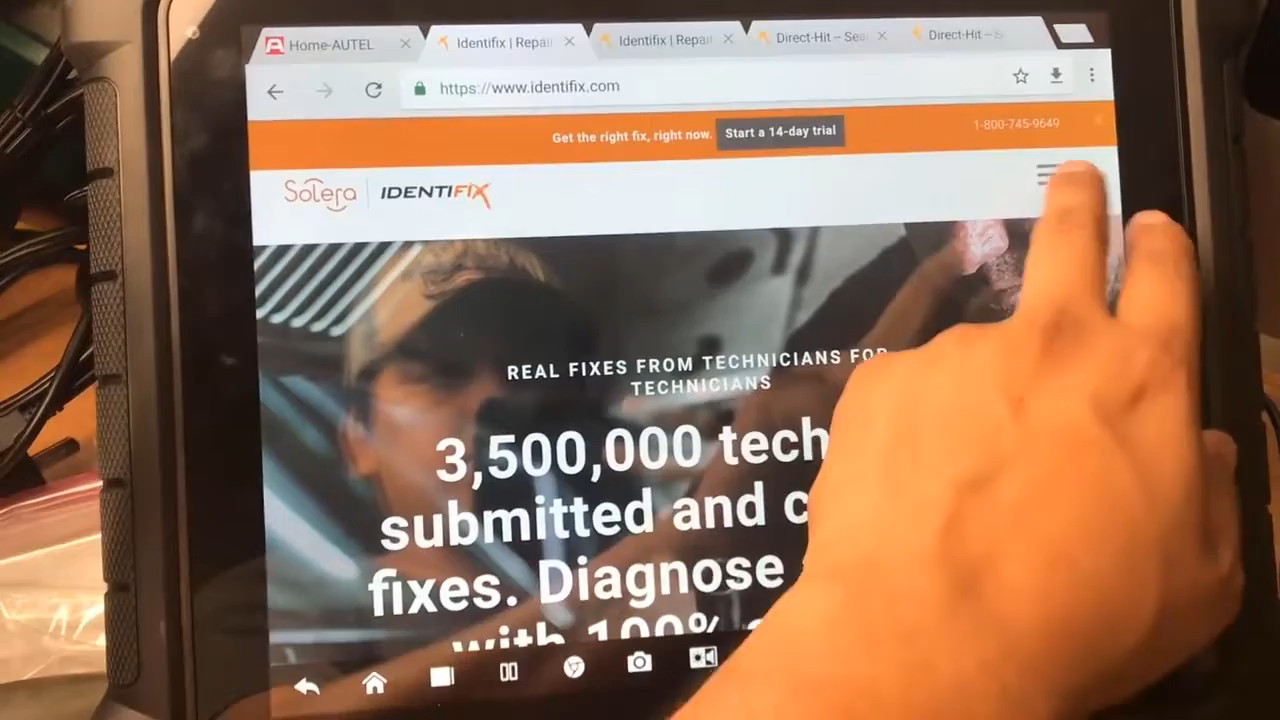 Home-AUTEL
Identifix | Repai
Identifix | Repai
Direct-Hit – Sea
Direct-Hit – S
https://www.identifix.com
Get the right fix, right now. Start a 14-day trial
1-800-745-9649
Solera IDENTIFIX
REAL FIXES FROM TECHNICIANS FOR
TECHNICIANS
3,500,000 tech
submitted and c
fixes. Diagnose
with 100%